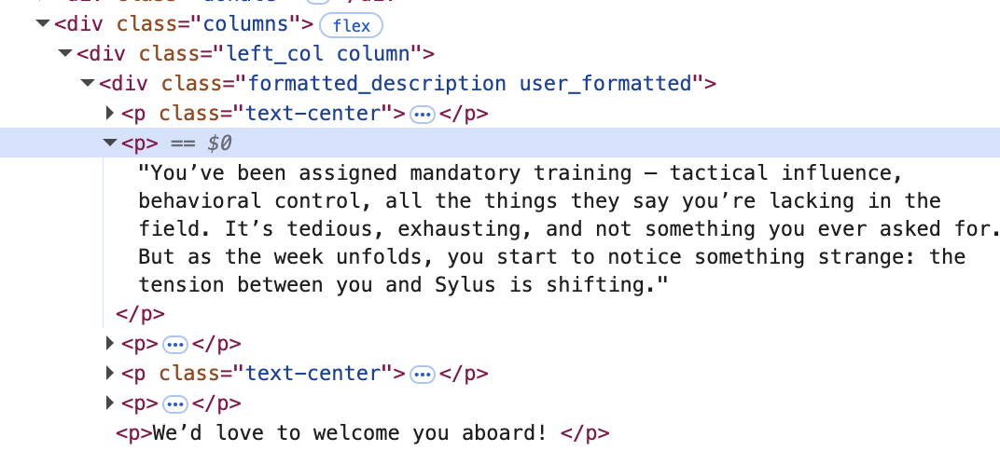 <div class="columns"> flex
<div class="left_col column">
<div class="formatted_description user_formatted">
<p class="text-center"> ••• </p>
<p> == $0
"You’ve been assigned mandatory training – tactical influence,
behavioral control, all the things they say you’re lacking in the
field. It’s tedious, exhausting, and not something you ever asked for.
But as the week unfolds, you start to notice something strange: the
tension between you and Sylus is shifting."
</p>
<p> ••• </p>
<p class="text-center"> ••• </p>
<p> ••• </p>
<p>We’d love to welcome you aboard! </p>